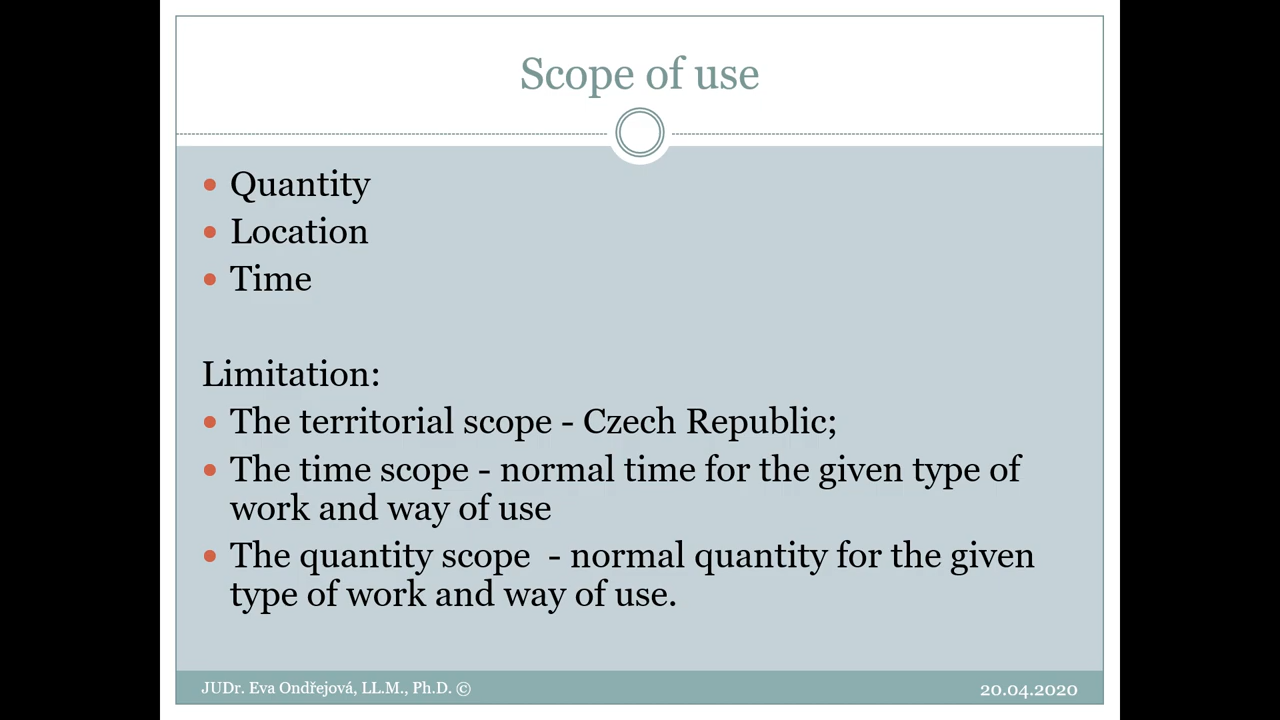 Scope of use
• Quantity
• Location
• Time
Limitation:
• The territorial scope - Czech Republic;
• The time scope - normal time for the given type of
work and way of use
• The quantity scope  - normal quantity for the given
type of work and way of use.
JUDr. Eva Ondřejová, LL.M., Ph.D. ©
20.04.2020